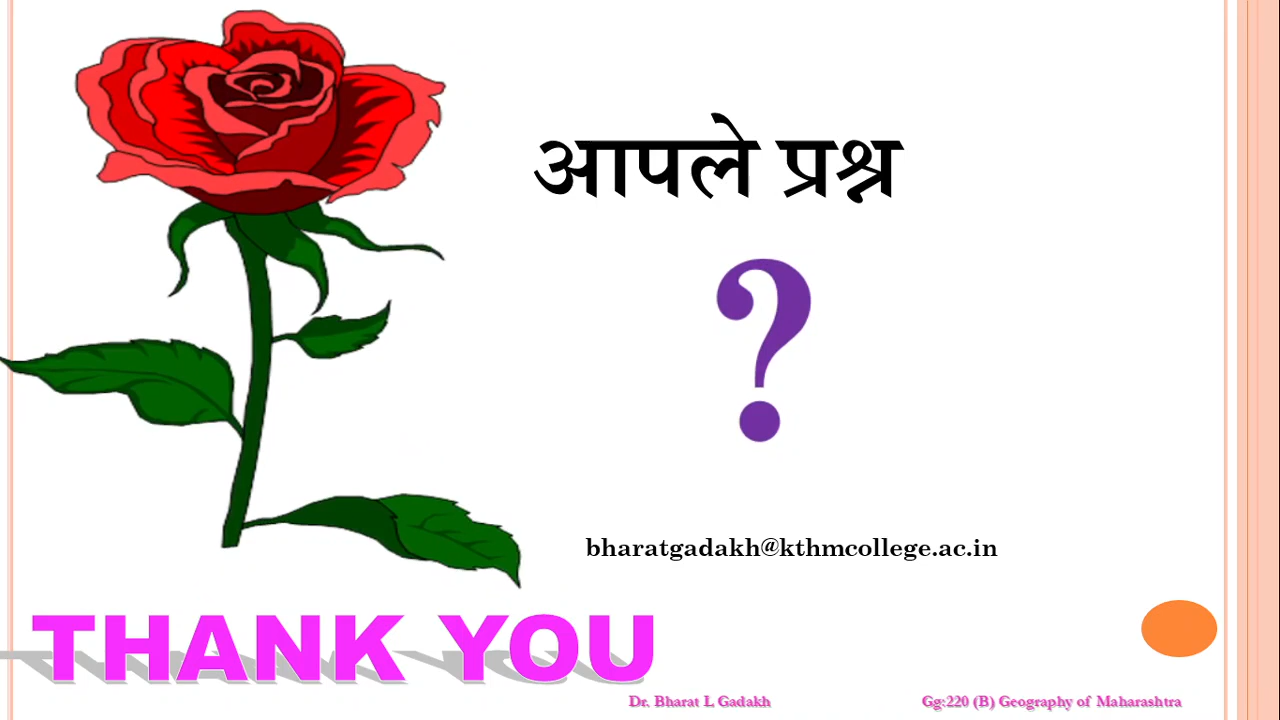 आपले प्रश्न
?
bharatgadakh@kthmcollege.ac.in
THANK YOU
Dr. Bharat L Gadakh
Gg:220 (B) Geography of Maharashtra